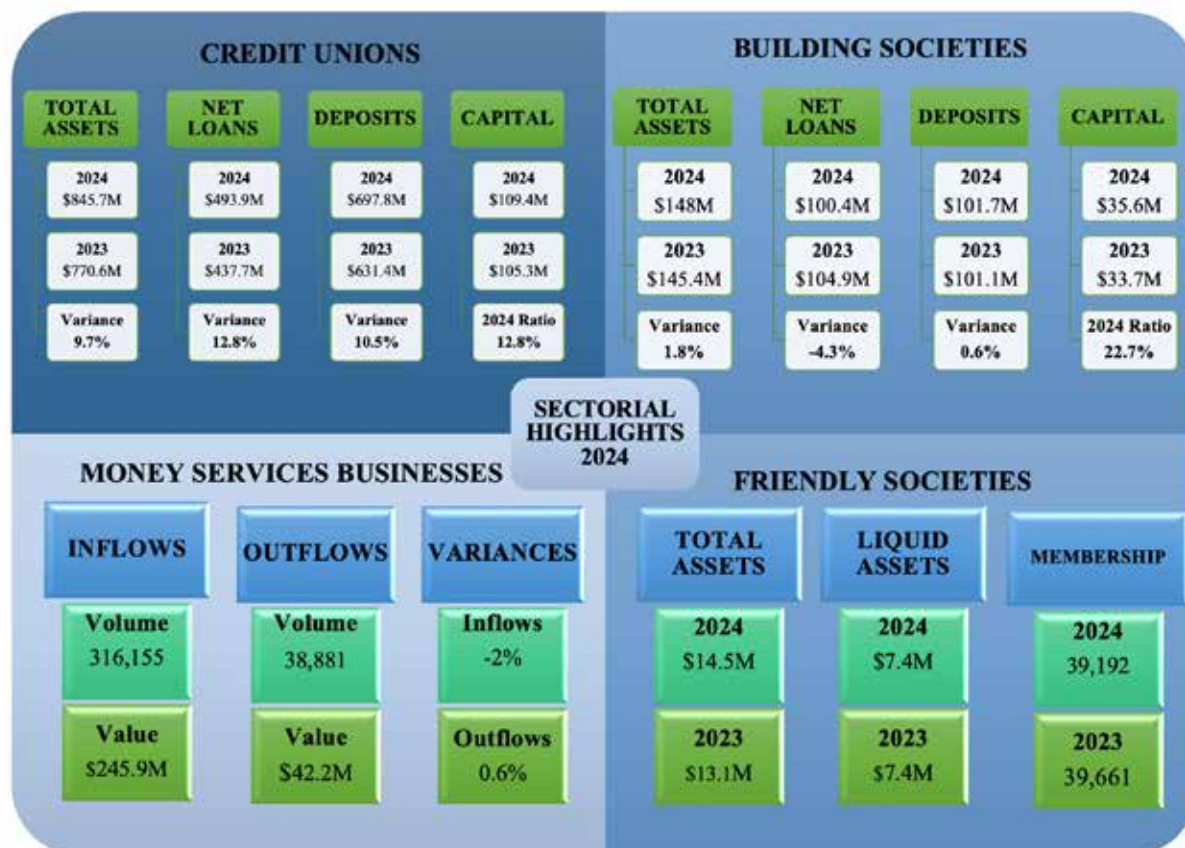 CREDIT UNIONS
TOTAL
ASSETS
2024
$845.7M
2023
$770.6M
Variance
9.7%
NET
LOANS
2024
$493.9M
2023
$437.7M
Variance
12.8%
DEPOSITS
2024
$697.8M
2023
$631.4M
Variance
10.5%
CAPITAL
2024
$109.4M
2023
$105.3M
2024 Ratio
12.8%
BUILDING SOCIETIES
TOTAL
ASSETS
2024
$148M
2023
$145.4M
Variance
1.8%
NET
LOANS
2024
$100.4M
2023
$104.9M
Variance
-4.3%
DEPOSITS
2024
$101.7M
2023
$101.1M
Variance
0.6%
CAPITAL
2024
$35.6M
2023
$33.7M
2024 Ratio
22.7%
SECTORIAL
HIGHLIGHTS
2024
MONEY SERVICES BUSINESSES
INFLOWS
Volume
316,155
Value
$245.9M
OUTFLOWS
Volume
38,881
Value
$42.2M
VARIANCES
Inflows
-2%
Outflows
0.6%
FRIENDLY SOCIETIES
TOTAL
ASSETS
2024
$14.5M
2023
$13.1M
LIQUID
ASSETS
2024
$7.4M
2023
$7.4M
MEMBERSHIP
2024
39,192
2023
39,661